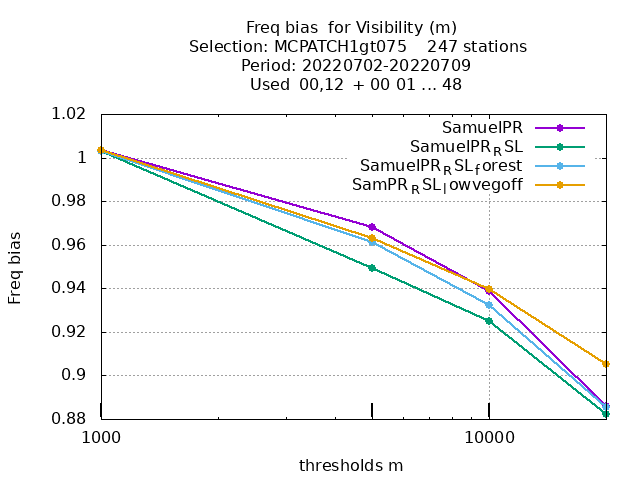 Freq bias  for Visibility (m)
Selection: MCPATCH1gt075    247 stations
Period: 20220702-20220709
Used  00,12  + 00 01 ... 48
SamuelPR
SamuelPR_RSL
SamuelPR_RSL_forest
SamPR_RSL_lowvegoff
1.02
1
0.98
0.96
0.94
0.92
0.9
0.88
Freq bias
1000
10000
thresholds m